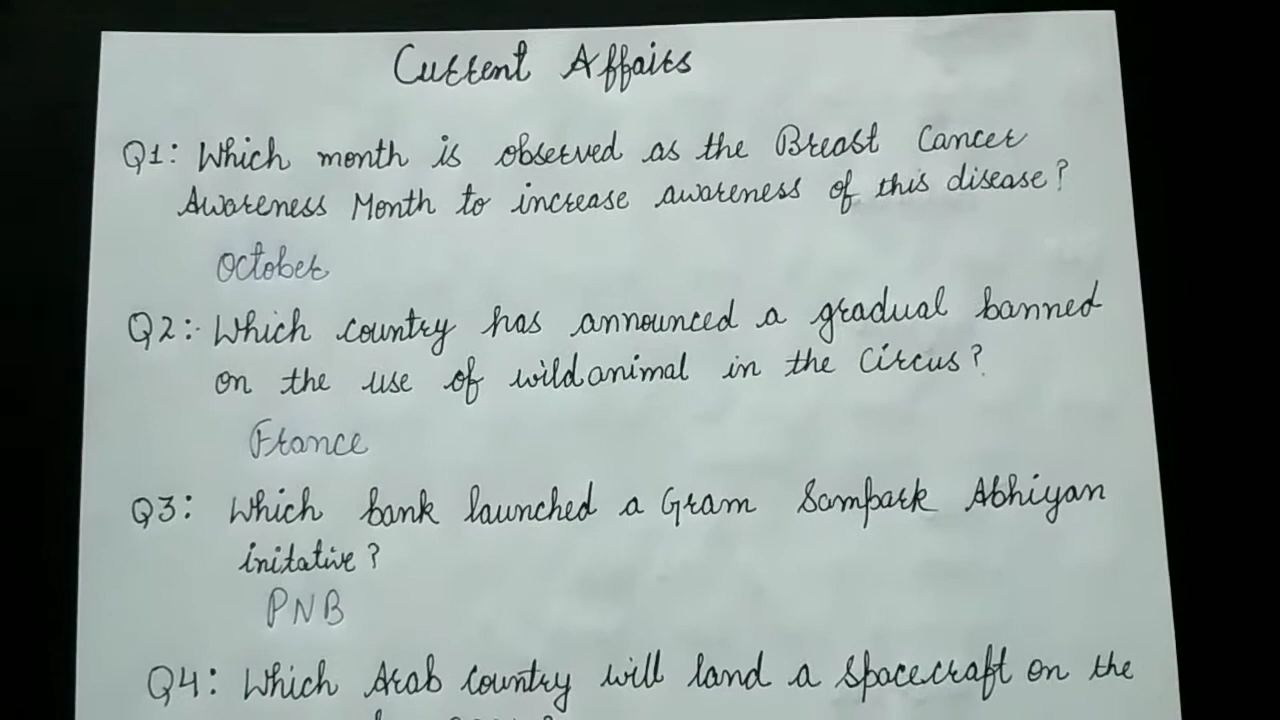 Current Affairs
Q1: Which month is observed as the Breast Cancer
Awareness Month to increase awareness of this disease?
October
Q2:- Which country has announced a gradual banned
on the use of wild animal in the Circus?
France
Q3: Which bank launched a Gram Sampark Abhiyan
initative?
PNB
Q4: Which Arab country will land a spacecraft on the